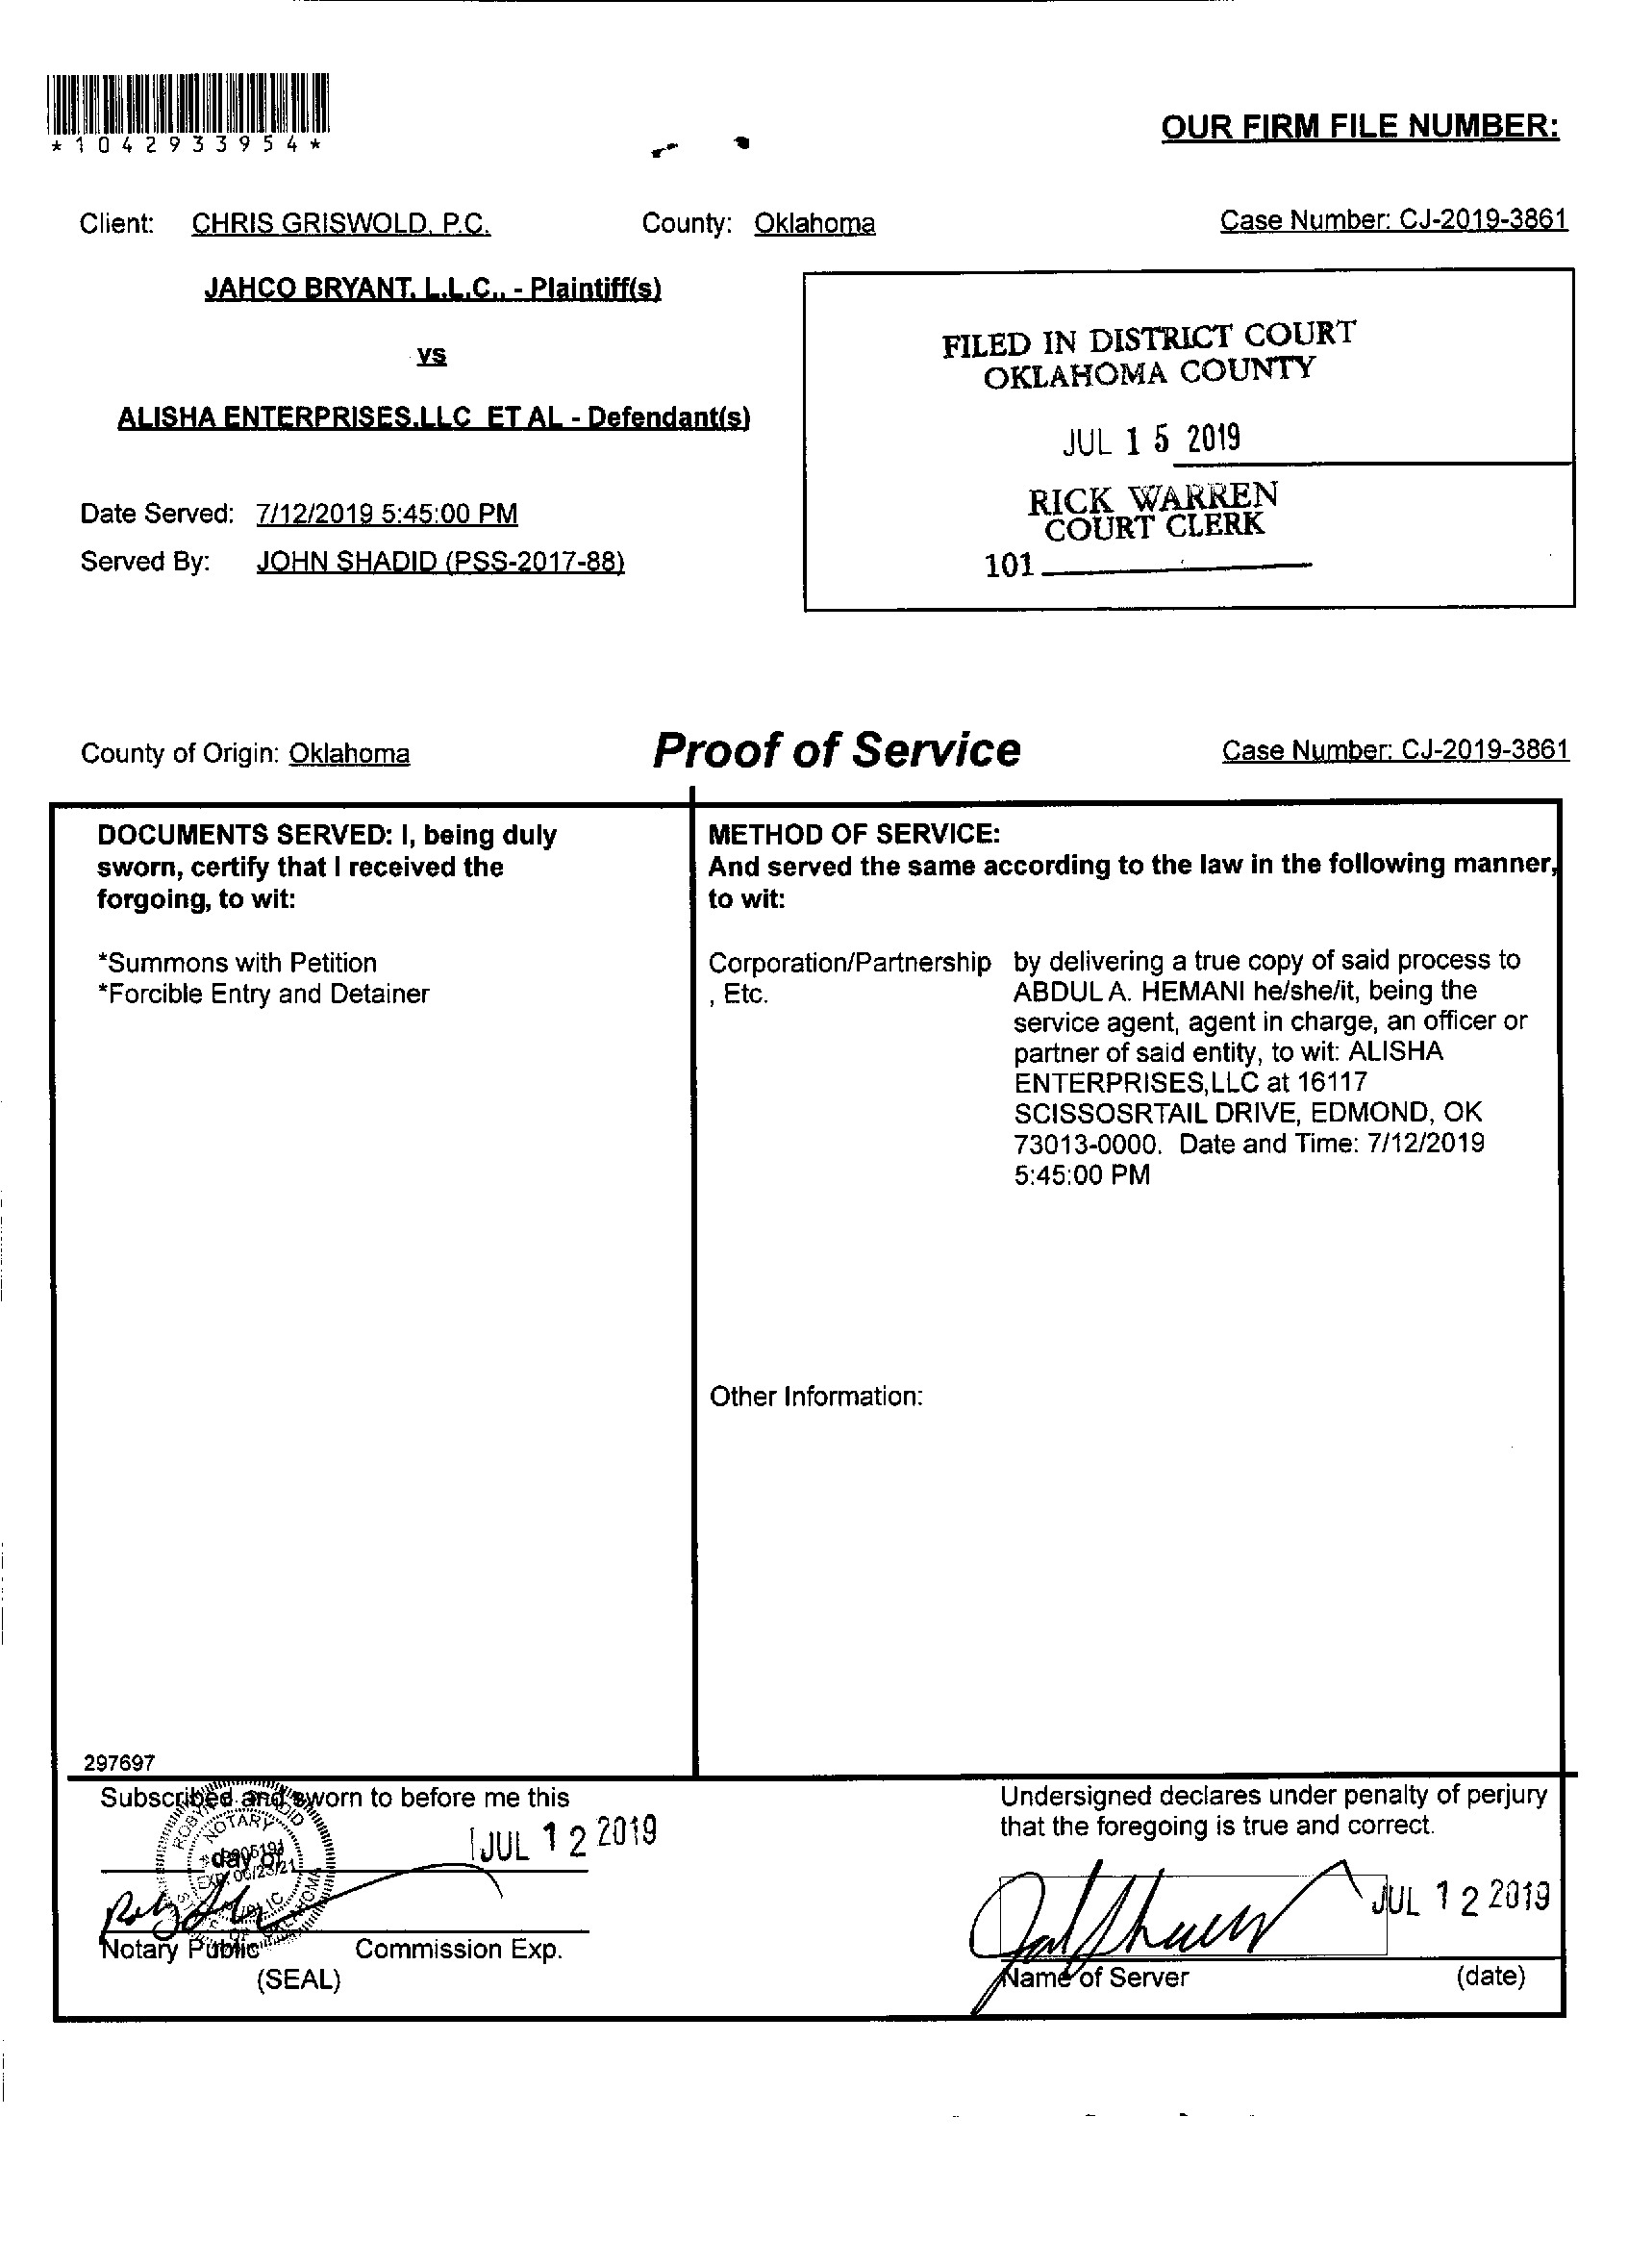 *1042933954*
OUR FIRM FILE NUMBER:
Client: CHRIS GRISWOLD, P.C. County: Oklahoma Case Number: CJ-2019-3861
JAHCO BRYANT, L.L.C., - Plaintiff(s)
vs
ALISHA ENTERPRISES,LLC ET AL - Defendant(s)
Date Served: 7/12/2019 5:45:00 PM
Served By: JOHN SHADID (PSS-2017-88)
FILED IN DISTRICT COURT
OKLAHOMA COUNTY
JUL 15 2019
RICK WARREN
COURT CLERK
101
County of Origin: Oklahoma Proof of Service Case Number: CJ-2019-3861
DOCUMENTS SERVED: I, being duly
sworn, certify that I received the
forgoing, to wit:
*Summons with Petition
*Forcible Entry and Detainer
METHOD OF SERVICE:
And served the same according to the law in the following manner,
to wit:
Corporation/Partnership
, Etc.
by delivering a true copy of said process to
ABDUL A. HEMANI he/she/it, being the
service agent, agent in charge, an officer or
partner of said entity, to wit: ALISHA
ENTERPRISES,LLC at 16117
SCISSOSRTAIL DRIVE, EDMOND, OK
73013-0000. Date and Time: 7/12/2019
5:45:00 PM
Other Information:
297697
Subscribed and sworn to before me this
JUL 12 2019
day of
NOTARY
EXP. 06/23/21
PUBLIC
STATE OF OKLAHOMA
Notary Public Commission Exp.
(SEAL)
Undersigned declares under penalty of perjury
that the foregoing is true and correct.
JUL 12 2019
Name of Server (date)